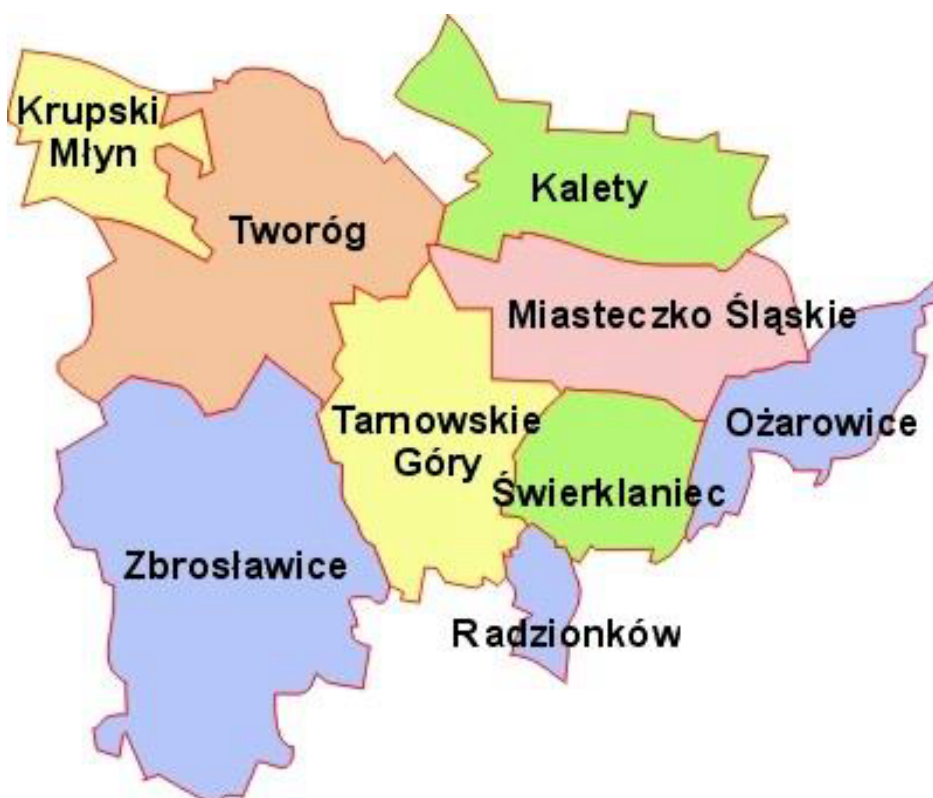 Krupski
Młyn
Kalety
Tworóg
Miasteczko Śląskie
Tarnowskie
Góry
Ożarowice
Świerklaniec
Zbrosławice
Radzionków